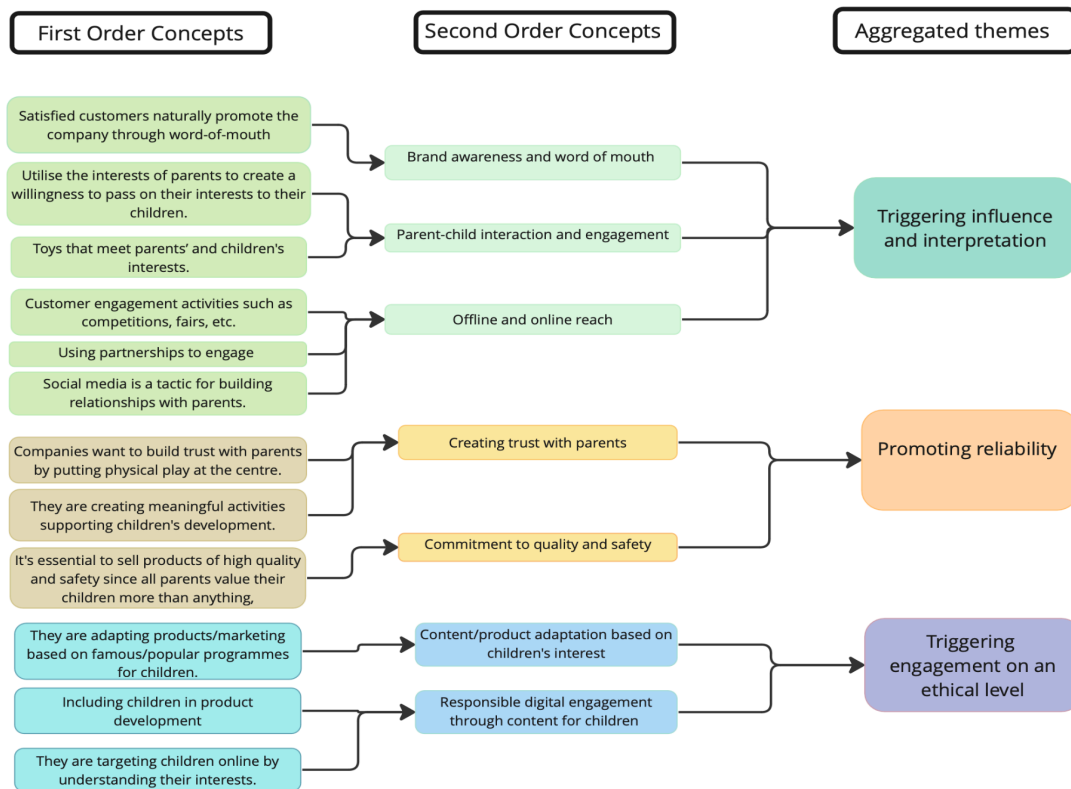 First Order Concepts
Second Order Concepts
Aggregated themes
Satisfied customers naturally promote the
company through word-of-mouth
Utilise the interests of parents to create a
willingness to pass on their interests to their
children.
Toys that meet parents’ and children's
interests.
Customer engagement activities such as
competitions, fairs, etc.
Using partnerships to engage
Social media is a tactic for building
relationships with parents.
Brand awareness and word of mouth
Parent-child interaction and engagement
Offline and online reach
Triggering influence
and interpretation
Companies want to build trust with parents
by putting physical play at the centre.
They are creating meaningful activities
supporting children's development.
It's essential to sell products of high quality
and safety since all parents value their
children more than anything,
Creating trust with parents
Commitment to quality and safety
Promoting reliability
They are adapting products/marketing
based on famous/popular programmes
for children.
Including children in product
development
They are targeting children online by
understanding their interests.
Content/product adaptation based on
children's interest
Responsible digital engagement
through content for children
Triggering
engagement on an
ethical level